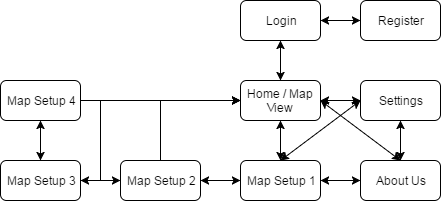 Login
Register
Map Setup 4
Home / Map
View
Settings
Map Setup 3
Map Setup 2
Map Setup 1
About Us